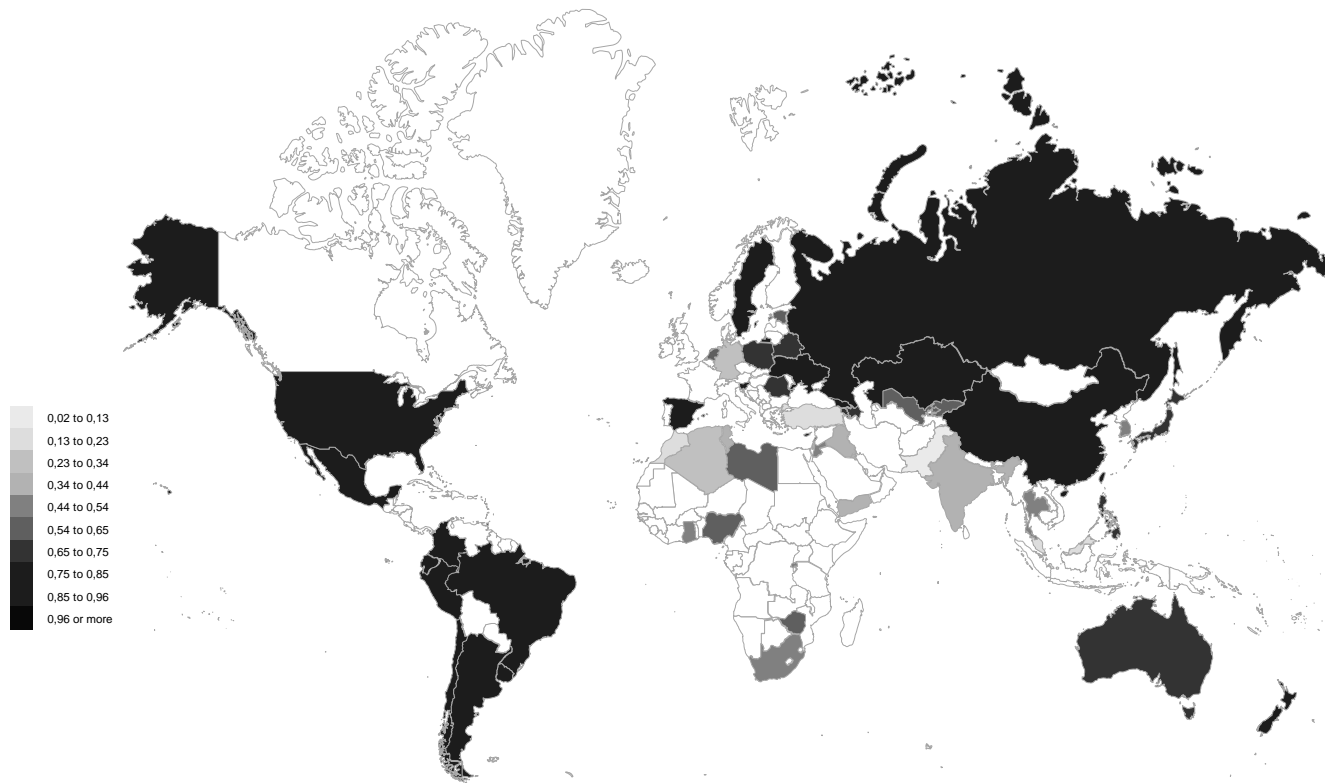 0,02 to 0,13
0,13 to 0,23
0,23 to 0,34
0,34 to 0,44
0,44 to 0,54
0,54 to 0,65
0,65 to 0,75
0,75 to 0,85
0,85 to 0,96
0,96 or more